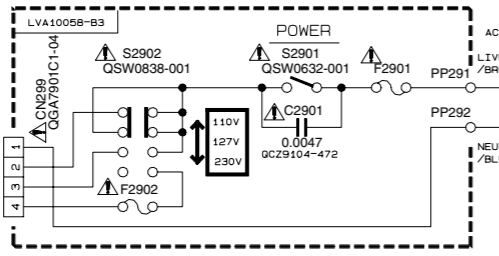 LVA10058-B3
POWER
AC
S2902
QSW0838-001
S2901
QSW0632-001
F2901
LIV
/BR
PP291
CN299
QGA7901C1-04
C2901
0.0047
QCZ9104-472
110V
127V
230V
PP292
1
2
3
4
NEU
/BL
F2902